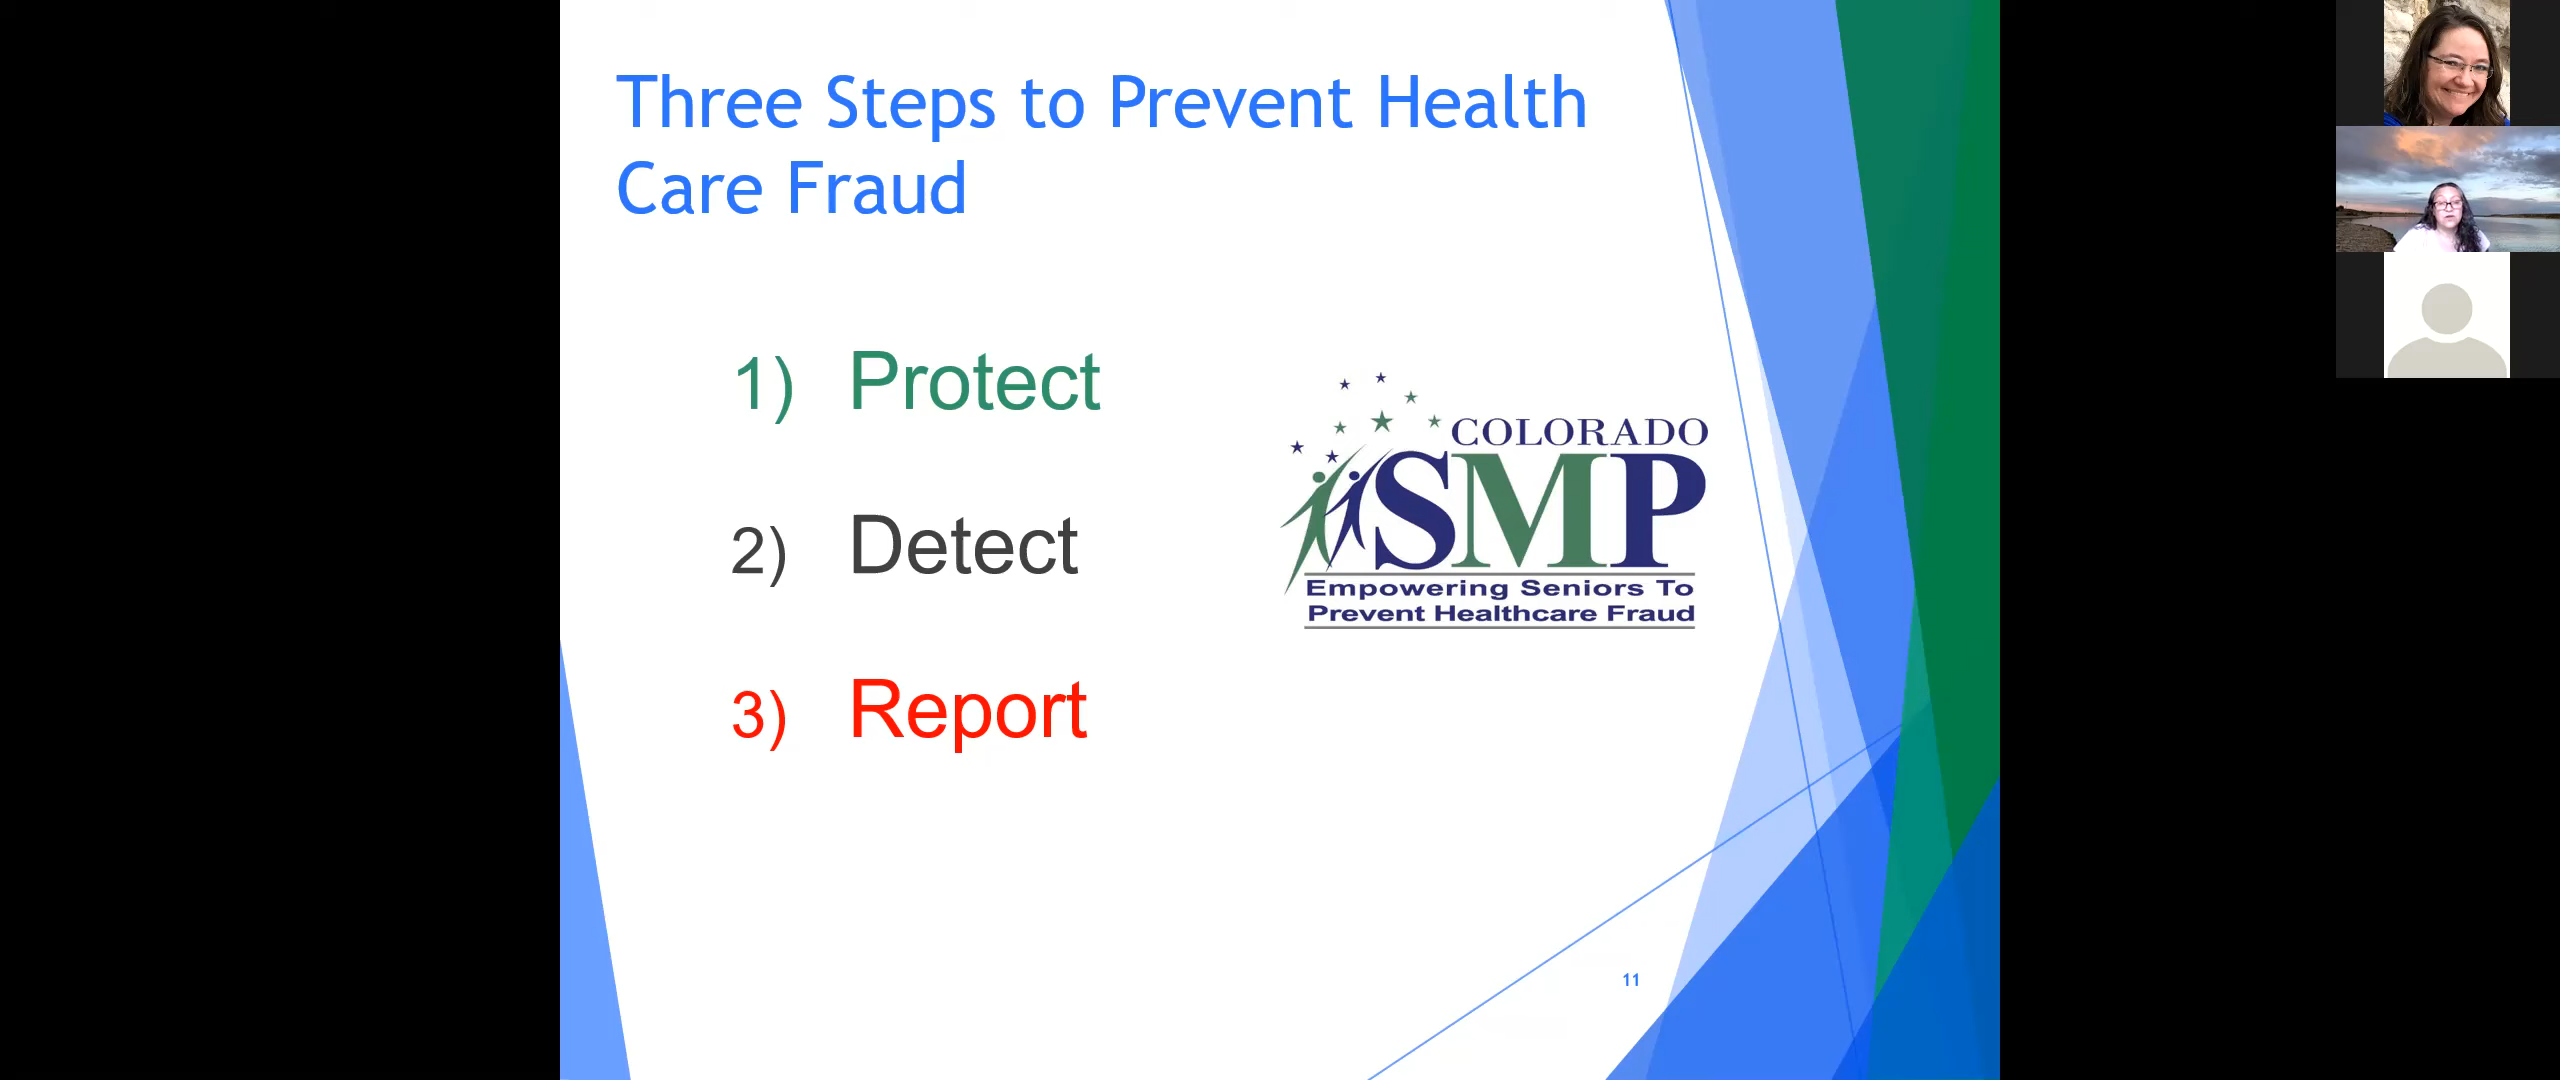 Three Steps to Prevent Health
Care Fraud
1) Protect
2) Detect
3) Report
COLORADO
SMP
Empowering Seniors To
Prevent Healthcare Fraud
11